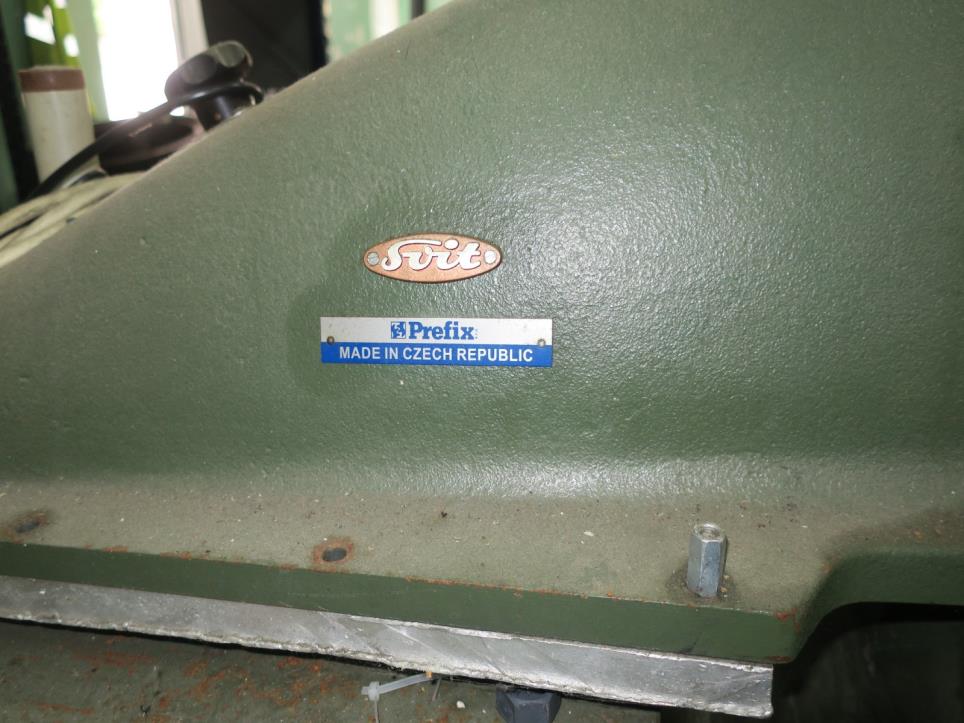 Svit
Prefix
MADE IN CZECH REPUBLIC